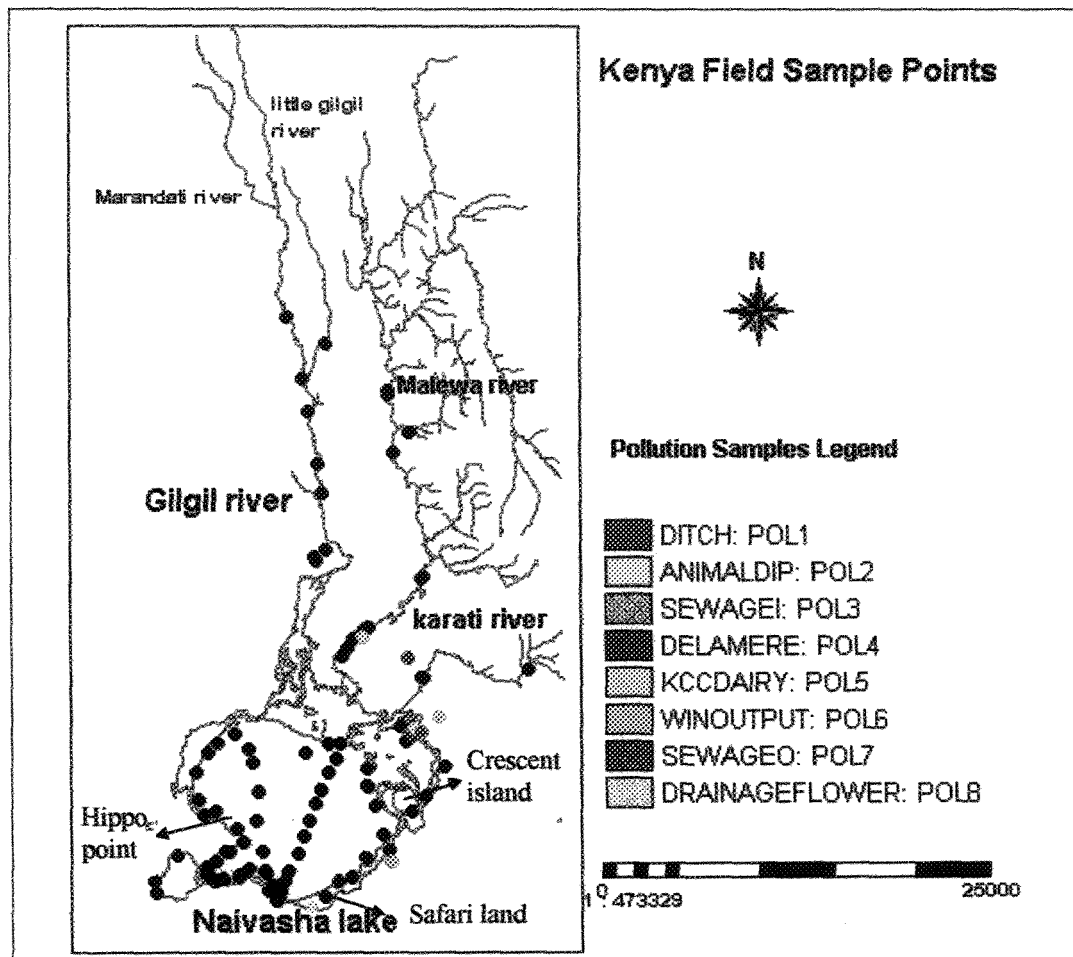 Kenya Field Sample Points
little gilgil
river
Marandati river
N
Malewa river
Pollution Samples Legend
Gilgil river
DITCH: POL1
ANIMALDIP: POL2
SEWAGEI: POL3
DELAMERE: POL4
KCCDAIRY: POL5
WINOUTPUT: POL6
SEWAGEO: POL7
DRAINAGEFLOWER: POL8
karati river
Crescent
island
Hippo
point
Naivasha lake
Safari land
0
25000
1 : 473329